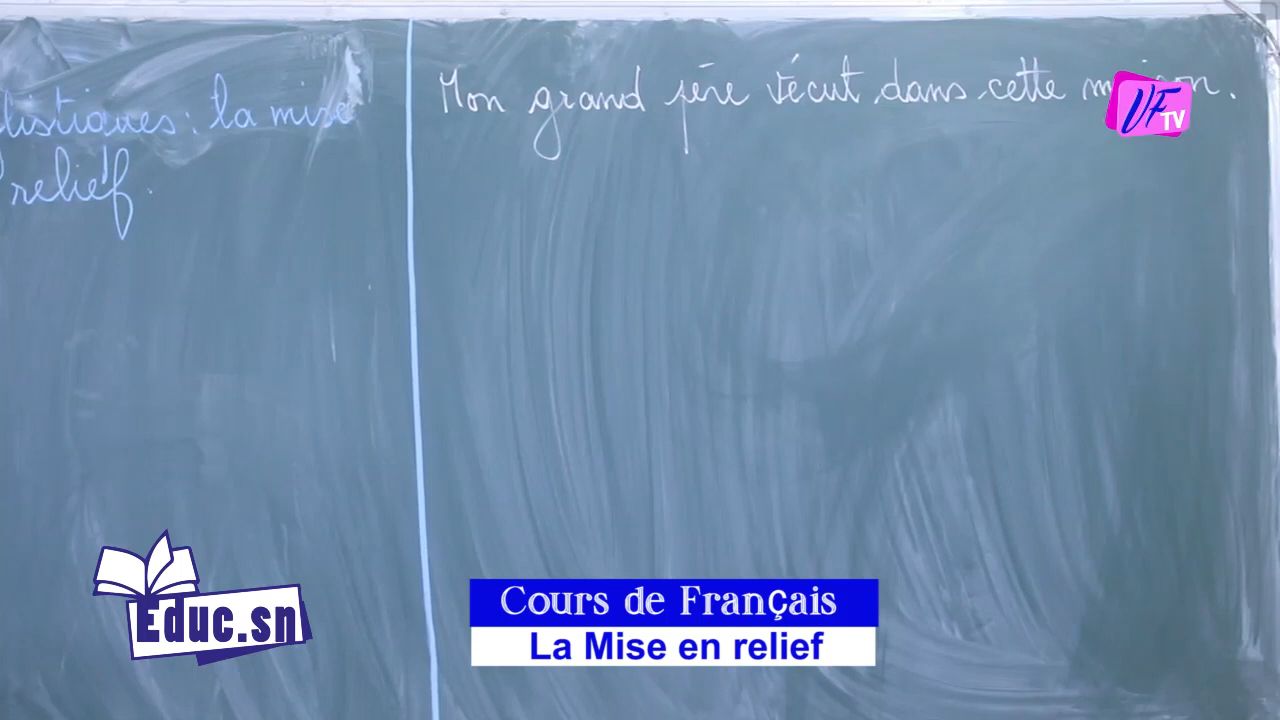 listiques : la mise
relief.
Mon grand père vécut dans cette maison.
VF
TV
Educ.sn
Cours de Français
La Mise en relief